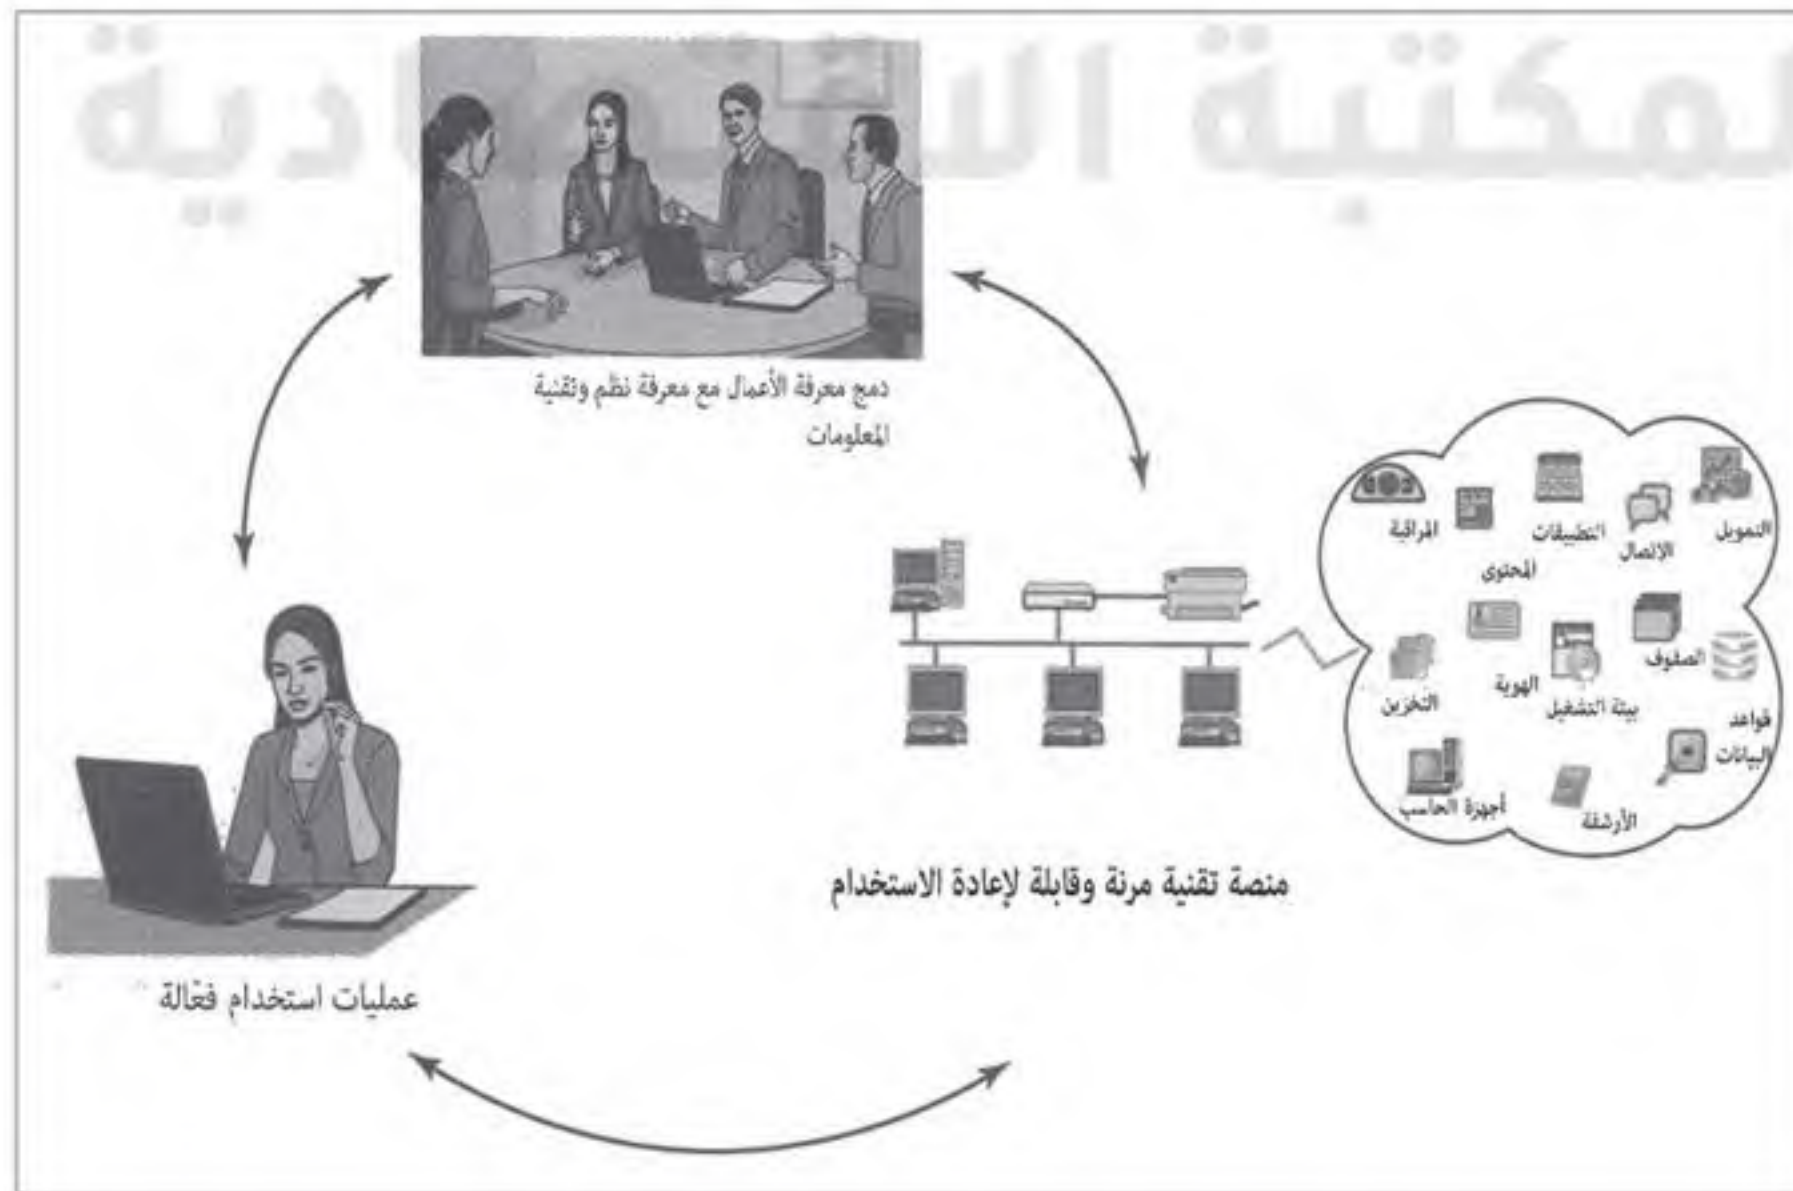 دمج معرفة الأعمال مع معرفة نظم وتقنية
المعلومات
التمويل
الاتصال
التطبيقات
المراقبة
المحتوى
الصفوف
الهوية
التخزين
بيئة التشغيل
قواعد
البيانات
أجهزة الحاسب
الأرشفة
منصة تقنية مرنة وقابلة لإعادة الاستخدام
عمليات استخدام فعّالة